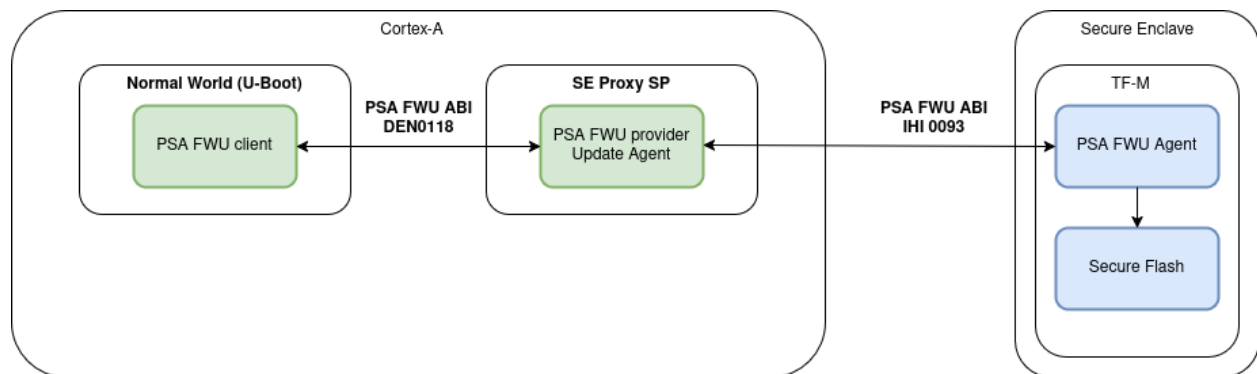 Cortex-A
Secure Enclave
Normal World (U-Boot)
PSA FWU client
PSA FWU ABI
DEN0118
SE Proxy SP
PSA FWU provider
Update Agent
PSA FWU ABI
IHI 0093
TF-M
PSA FWU Agent
Secure Flash